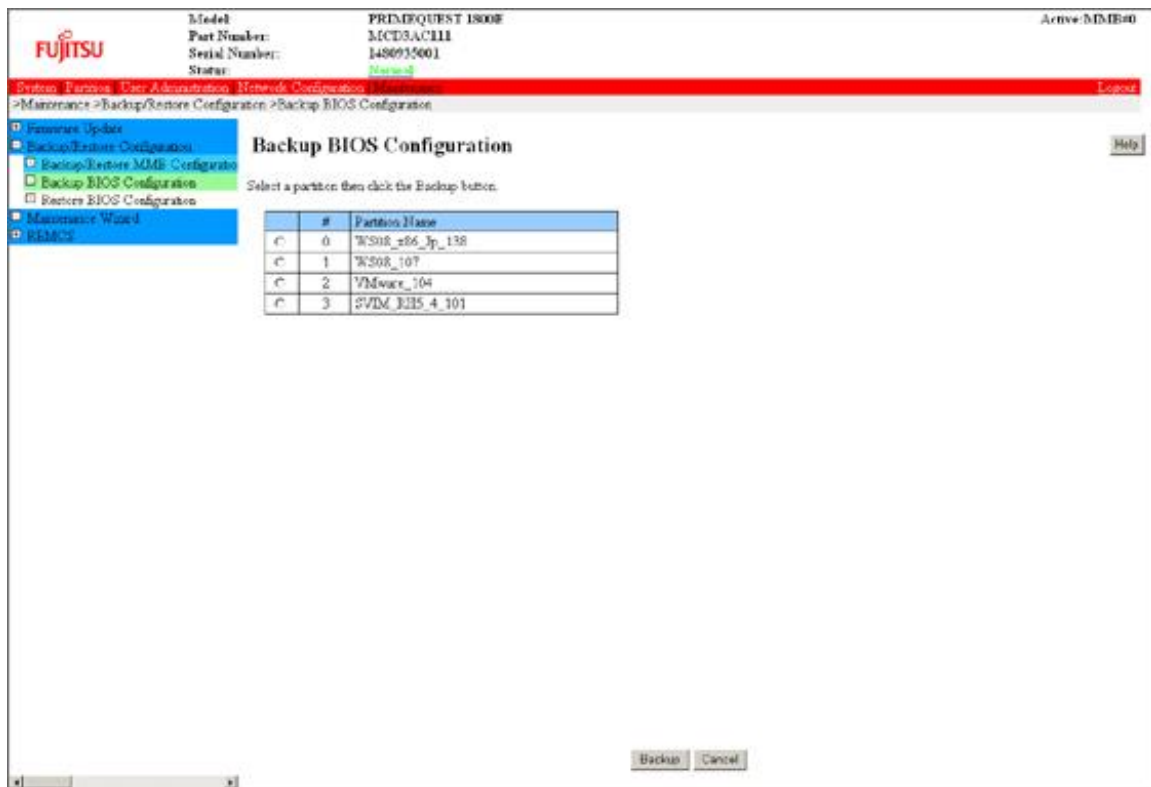 FUJITSU
Model: PRIMEQUEST 1800E
Part Number: MCD3AC111
Serial Number: 1480935001
Status: Normal
Active:MMB#0
System Partition User Administration Network Configuration Maintenance Logout
>Maintenance >Backup/Restore Configuration >Backup BIOS Configuration
Firmware Update
Backup/Restore Configuration
Backup/Restore MMB Configuratio
Backup BIOS Configuration
Restore BIOS Configuration
Maintenance Wizard
REMCS
Backup BIOS Configuration
Help
Select a partition then click the Backup button.
# Partition Name
0 WS08_x86_Jp_138
1 WS08_107
2 VMware_104
3 SVIM_RH5_4_101
Backup Cancel